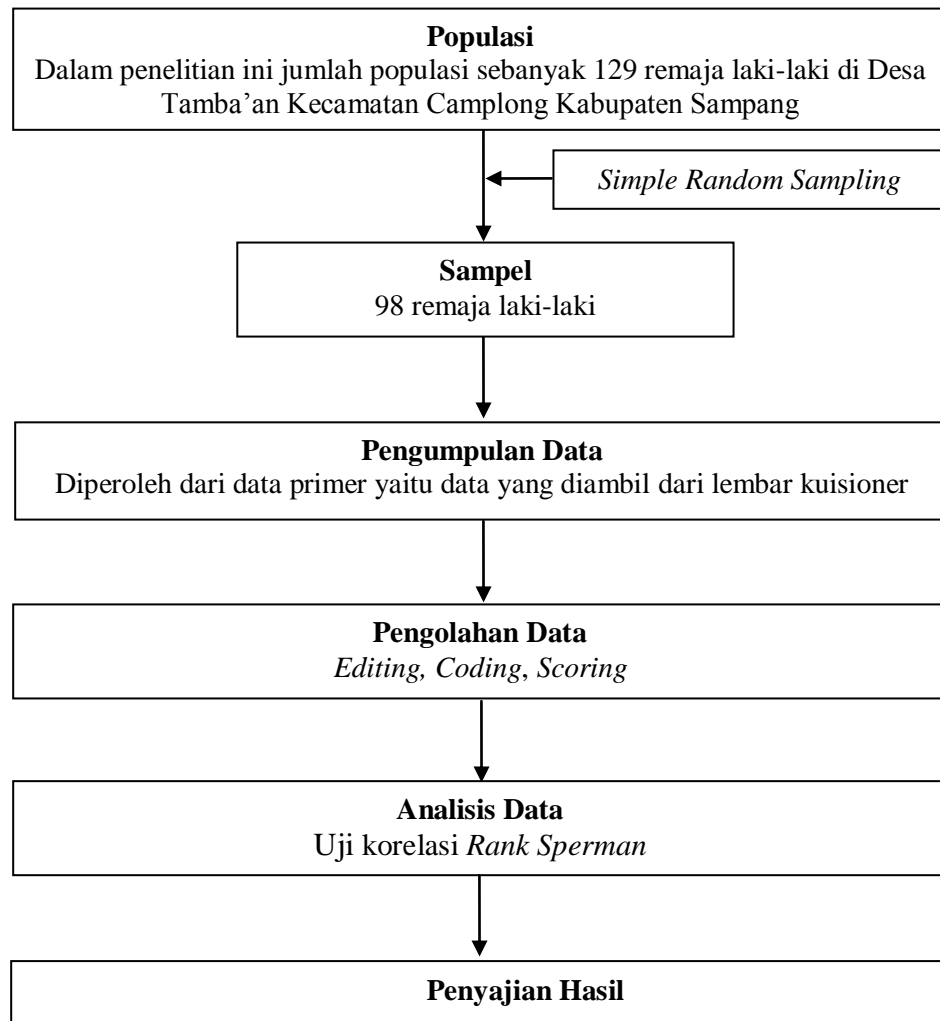 Populasi
Dalam penelitian ini jumlah populasi sebanyak 129 remaja laki-laki di Desa
Tamba’an Kecamatan Camplong Kabupaten Sampang
Simple Random Sampling
Sampel
98 remaja laki-laki
Pengumpulan Data
Diperoleh dari data primer yaitu data yang diambil dari lembar kuisioner
Pengolahan Data
Editing, Coding, Scoring
Analisis Data
Uji korelasi Rank Sperman
Penyajian Hasil